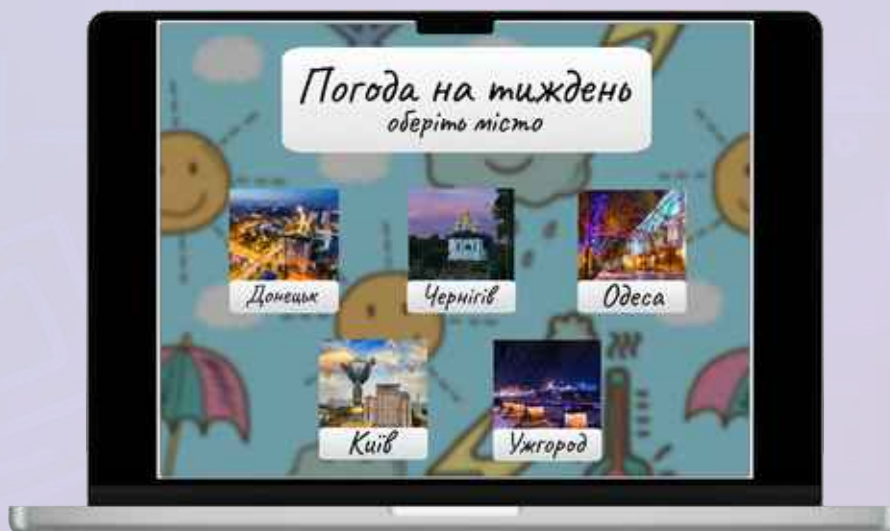 Погода на тиждень
оберіть місто
Донецьк
Чернігів
Одеса
Київ
Ужгород